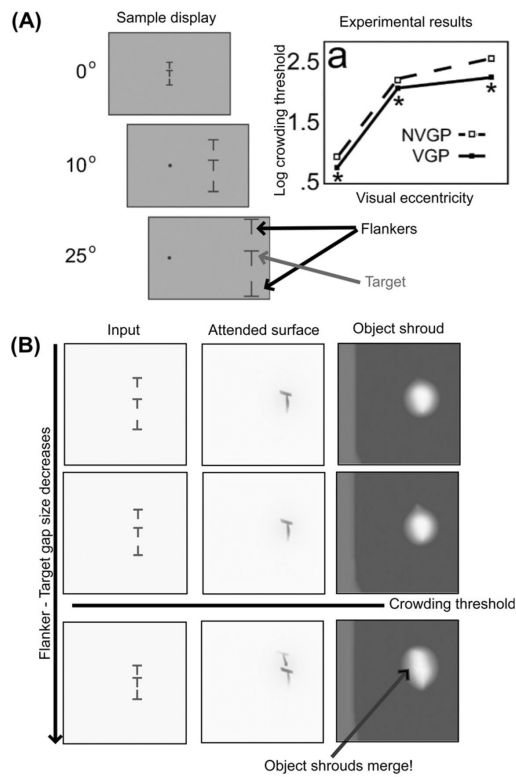 (A)
Sample display
Experimental results
0°
10°
25°
a
Log crowding threshold
2.5
1.5
.5
NVGP
VGP
*
*
*
Visual eccentricity
Flankers
Target
(B)
Input
Attended surface
Object shroud
Flanker - Target gap size decreases
Crowding threshold
Object shrouds merge!